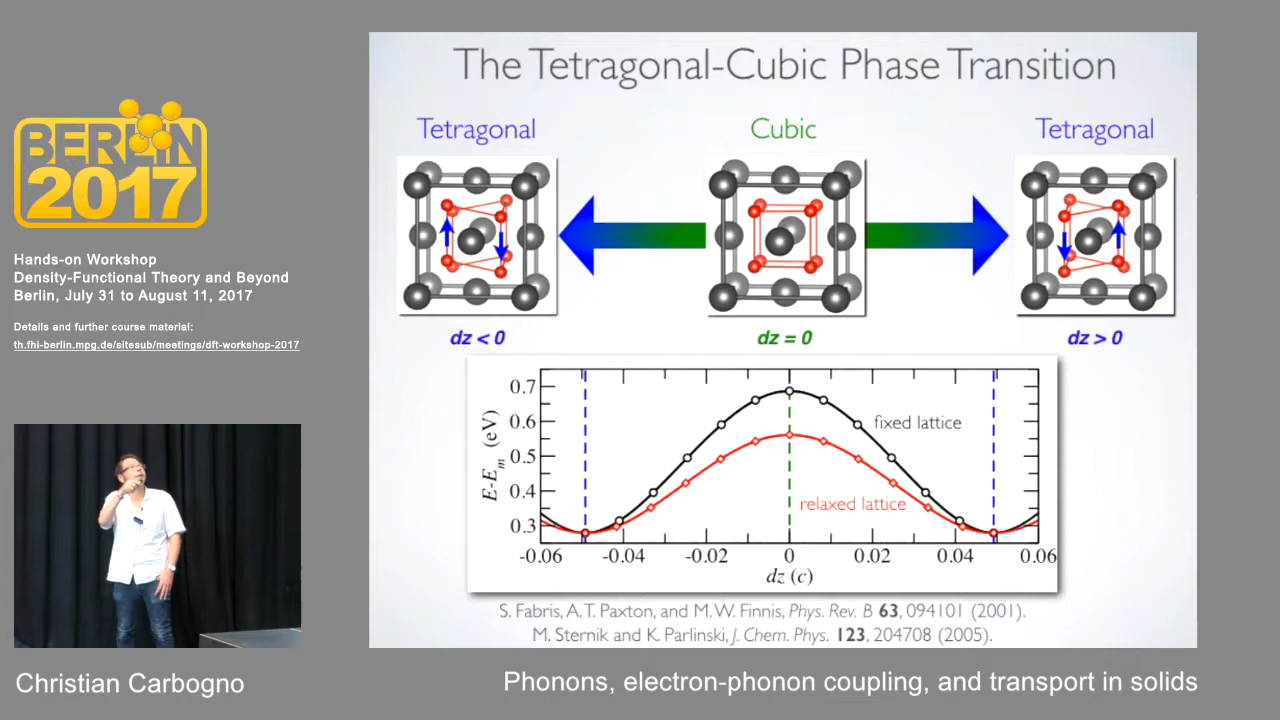 BERLIN
2017
Hands-on Workshop
Density-Functional Theory and Beyond
Berlin, July 31 to August 11, 2017
Details and further course material:
th.fhi-berlin.mpg.de/sitesub/meetings/dft-workshop-2017
The Tetragonal-Cubic Phase Transition
Tetragonal
Cubic
Tetragonal
dz < 0
dz = 0
dz > 0
E-Em (eV)
0.7
0.6
0.5
0.4
0.3
fixed lattice
relaxed lattice
-0.06 -0.04 -0.02 0 0.02 0.04 0.06
dz (c)
S. Fabris, A.T. Paxton, and M.W. Finnis, Phys. Rev. B 63, 094101 (2001).
M. Sternik and K. Parlinski, J. Chem. Phys. 123, 204708 (2005).
Christian Carbogno
Phonons, electron-phonon coupling, and transport in solids